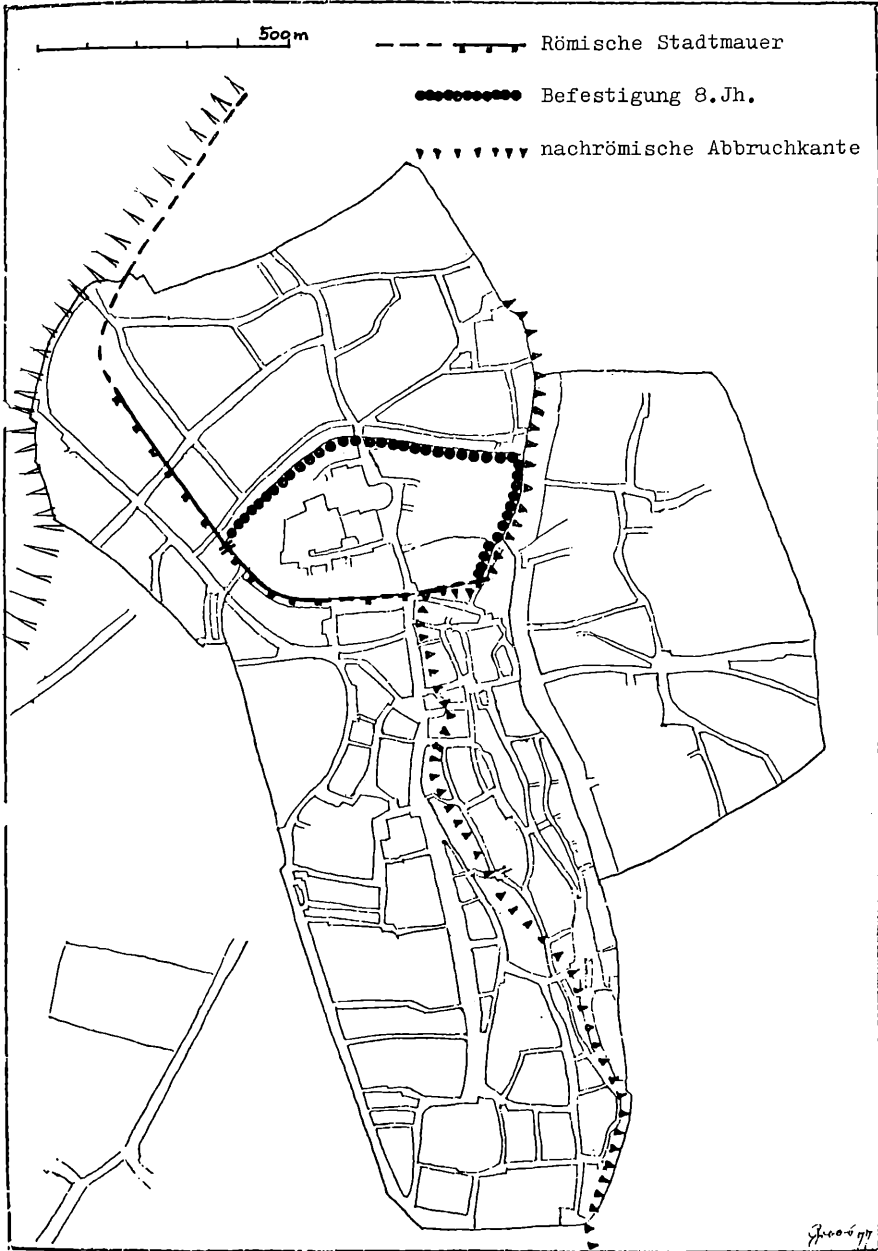 500m
Römische Stadtmauer
Befestigung 8.Jh.
nachrömische Abbruchkante